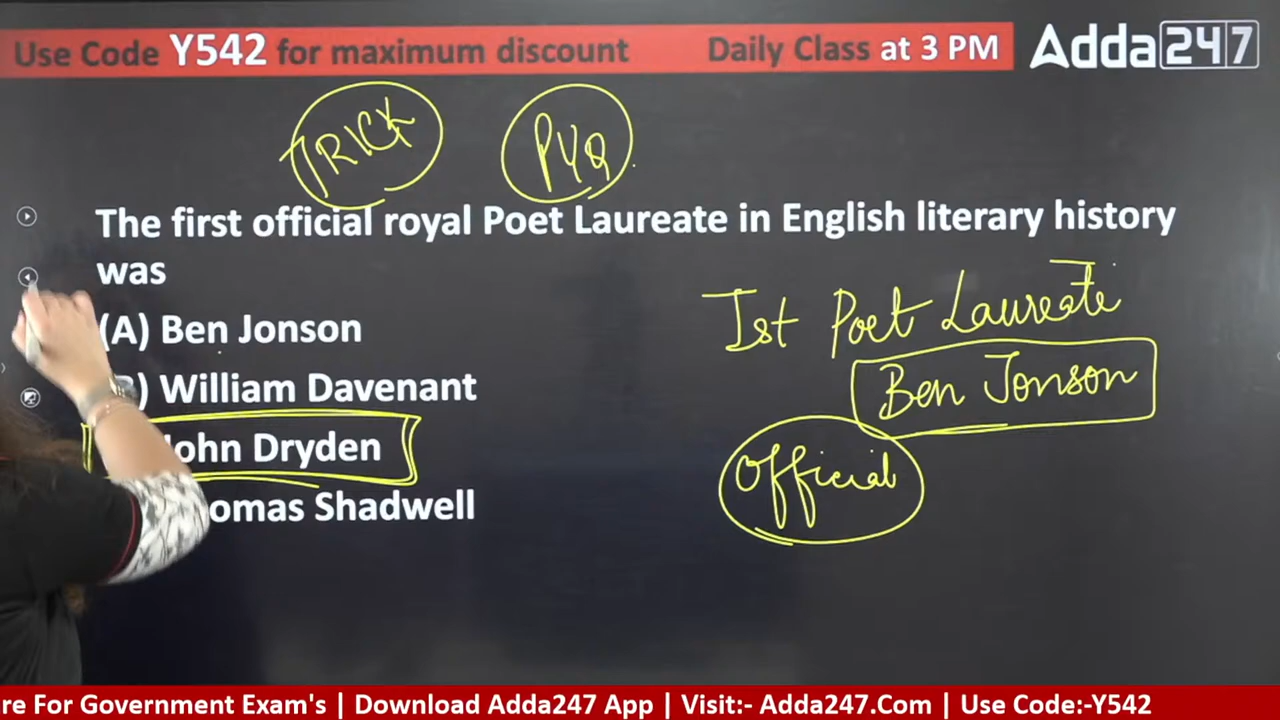 Use Code Y542 for maximum discount Daily Class at 3 PM Adda247
TRICK PYQ
The first official royal Poet Laureate in English literary history
was
(A) Ben Jonson
) William Davenant
John Dryden
omas Shadwell
Ist Poet Laureate
Ben Jonson
Official
re For Government Exam's | Download Adda247 App | Visit:- Adda247.Com | Use Code:-Y542